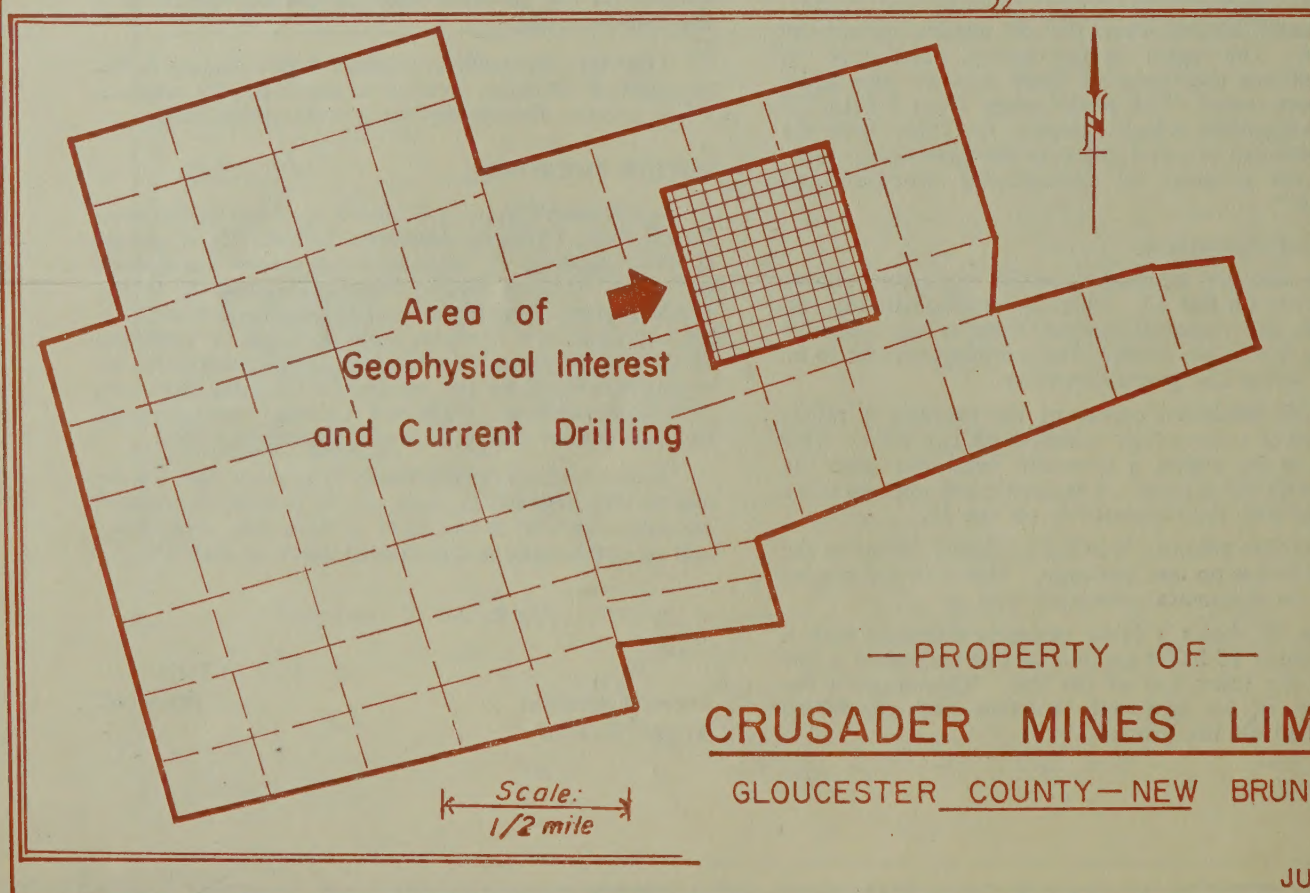 N
Area of
Geophysical Interest
and Current Drilling
—PROPERTY OF—
CRUSADER MINES LIM
GLOUCESTER COUNTY—NEW BRUN
Scale:
1/2 mile
JU